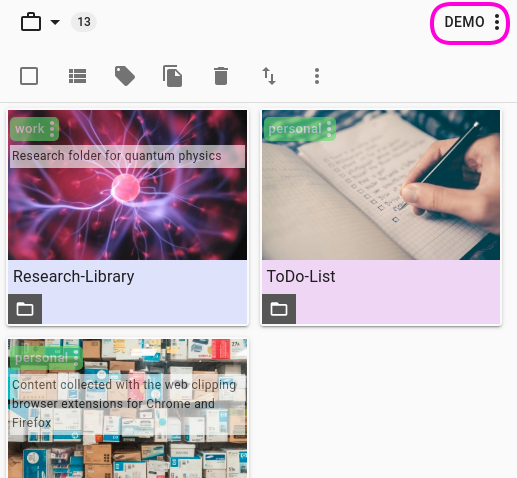 13
DEMO
work
Research folder for quantum physics
Research-Library
personal
ToDo-List
personal
Content collected with the web clipping
browser extensions for Chrome and
Firefox